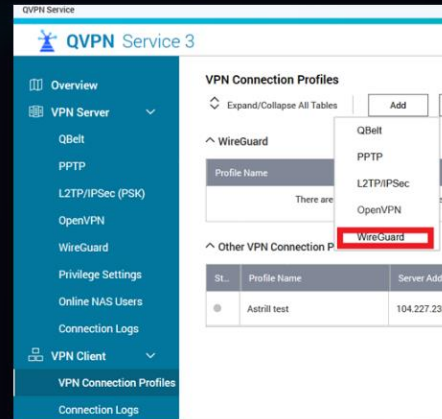 QVPN Service
QVPN Service 3
Overview
VPN Server
QBelt
PPTP
L2TP/IPSec (PSK)
OpenVPN
WireGuard
Privilege Settings
Online NAS Users
Connection Logs
VPN Client
VPN Connection Profiles
Connection Logs
VPN Connection Profiles
Expand/Collapse All Tables
Add
QBelt
PPTP
L2TP/IPSec
OpenVPN
WireGuard
WireGuard
Profile Name
There are
Other VPN Connection P
St... Profile Name Server Add
Astrill test 104.227.23